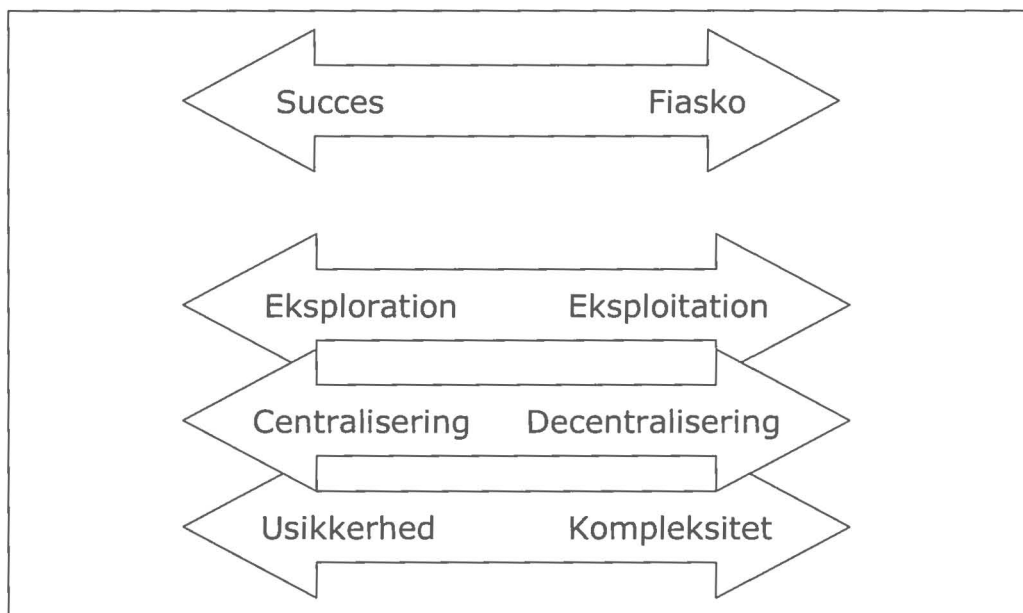 Succes Fiasko
Eksploration Eksploitation
Centralisering Decentralisering
Usikkerhed Kompleksitet